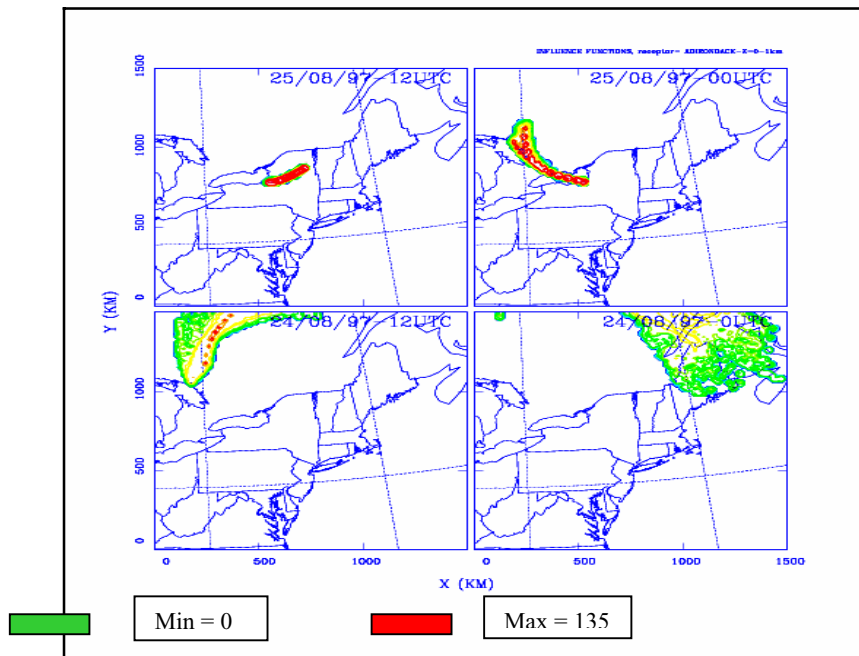 INFLUENCE FUNCTIONS, receptor- ADIRONDACK-Z-0-1km
1500
25/08/97-12UTC
25/08/97-00UTC
1000
500
0
Y (KM)
24/08/97-12UTC
24/08/97-0UTC
1000
500
0
0
500
1000
0
500
1000
1500
X (KM)
Min = 0
Max = 135